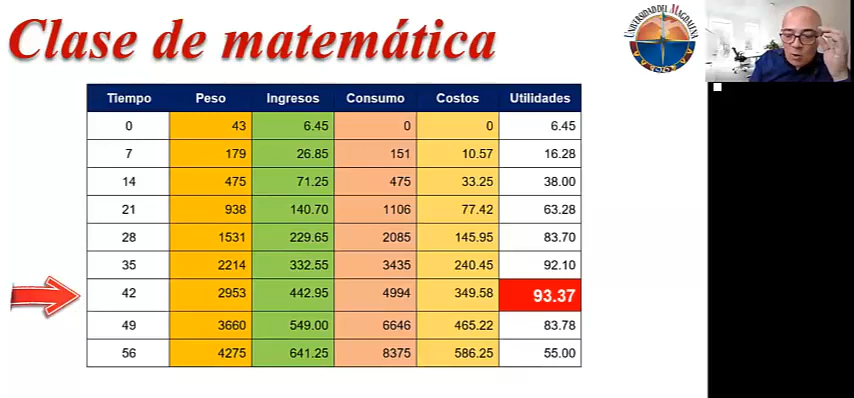 Clase de matemática
UNIVERSIDAD DEL MAGDALENA
Tiempo Peso Ingresos Consumo Costos Utilidades
0 43 6.45 0 0 6.45
7 179 26.85 151 10.57 16.28
14 475 71.25 475 33.25 38.00
21 938 140.70 1106 77.42 63.28
28 1531 229.65 2085 145.95 83.70
35 2214 332.55 3435 240.45 92.10
42 2953 442.95 4994 349.58 93.37
49 3660 549.00 6646 465.22 83.78
56 4275 641.25 8375 586.25 55.00